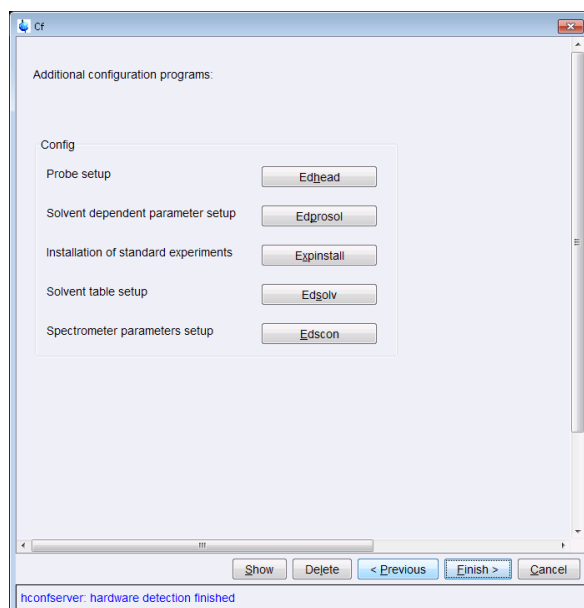 Cf
Additional configuration programs:
Config
Probe setup Edhead
Solvent dependent parameter setup Edprosol
Installation of standard experiments Expinstall
Solvent table setup Edsolv
Spectrometer parameters setup Edscon
Show Delete < Previous Finish > Cancel
hconfserver: hardware detection finished